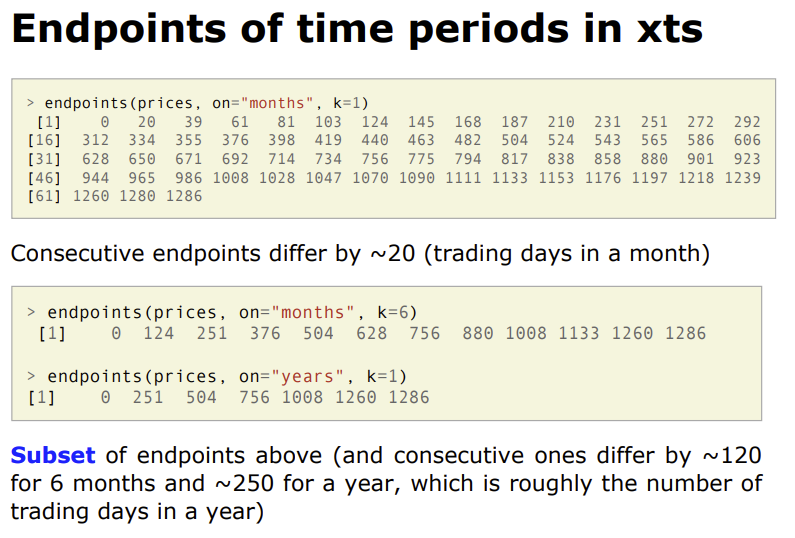 Endpoints of time periods in xts
> endpoints(prices, on="months", k=1)
[1] 0 20 39 61 81 103 124 145 168 187 210 231 251 272 292
[16] 312 334 355 376 398 419 440 463 482 504 524 543 565 586 606
[31] 628 650 671 692 714 734 756 775 794 817 838 858 880 901 923
[46] 944 965 986 1008 1028 1047 1070 1090 1111 1133 1153 1176 1197 1218 1239
[61] 1260 1280 1286
Consecutive endpoints differ by ~20 (trading days in a month)
> endpoints(prices, on="months", k=6)
[1] 0 124 251 376 504 628 756 880 1008 1133 1260 1286
> endpoints(prices, on="years", k=1)
[1] 0 251 504 756 1008 1260 1286
Subset of endpoints above (and consecutive ones differ by ~120
for 6 months and ~250 for a year, which is roughly the number of
trading days in a year)